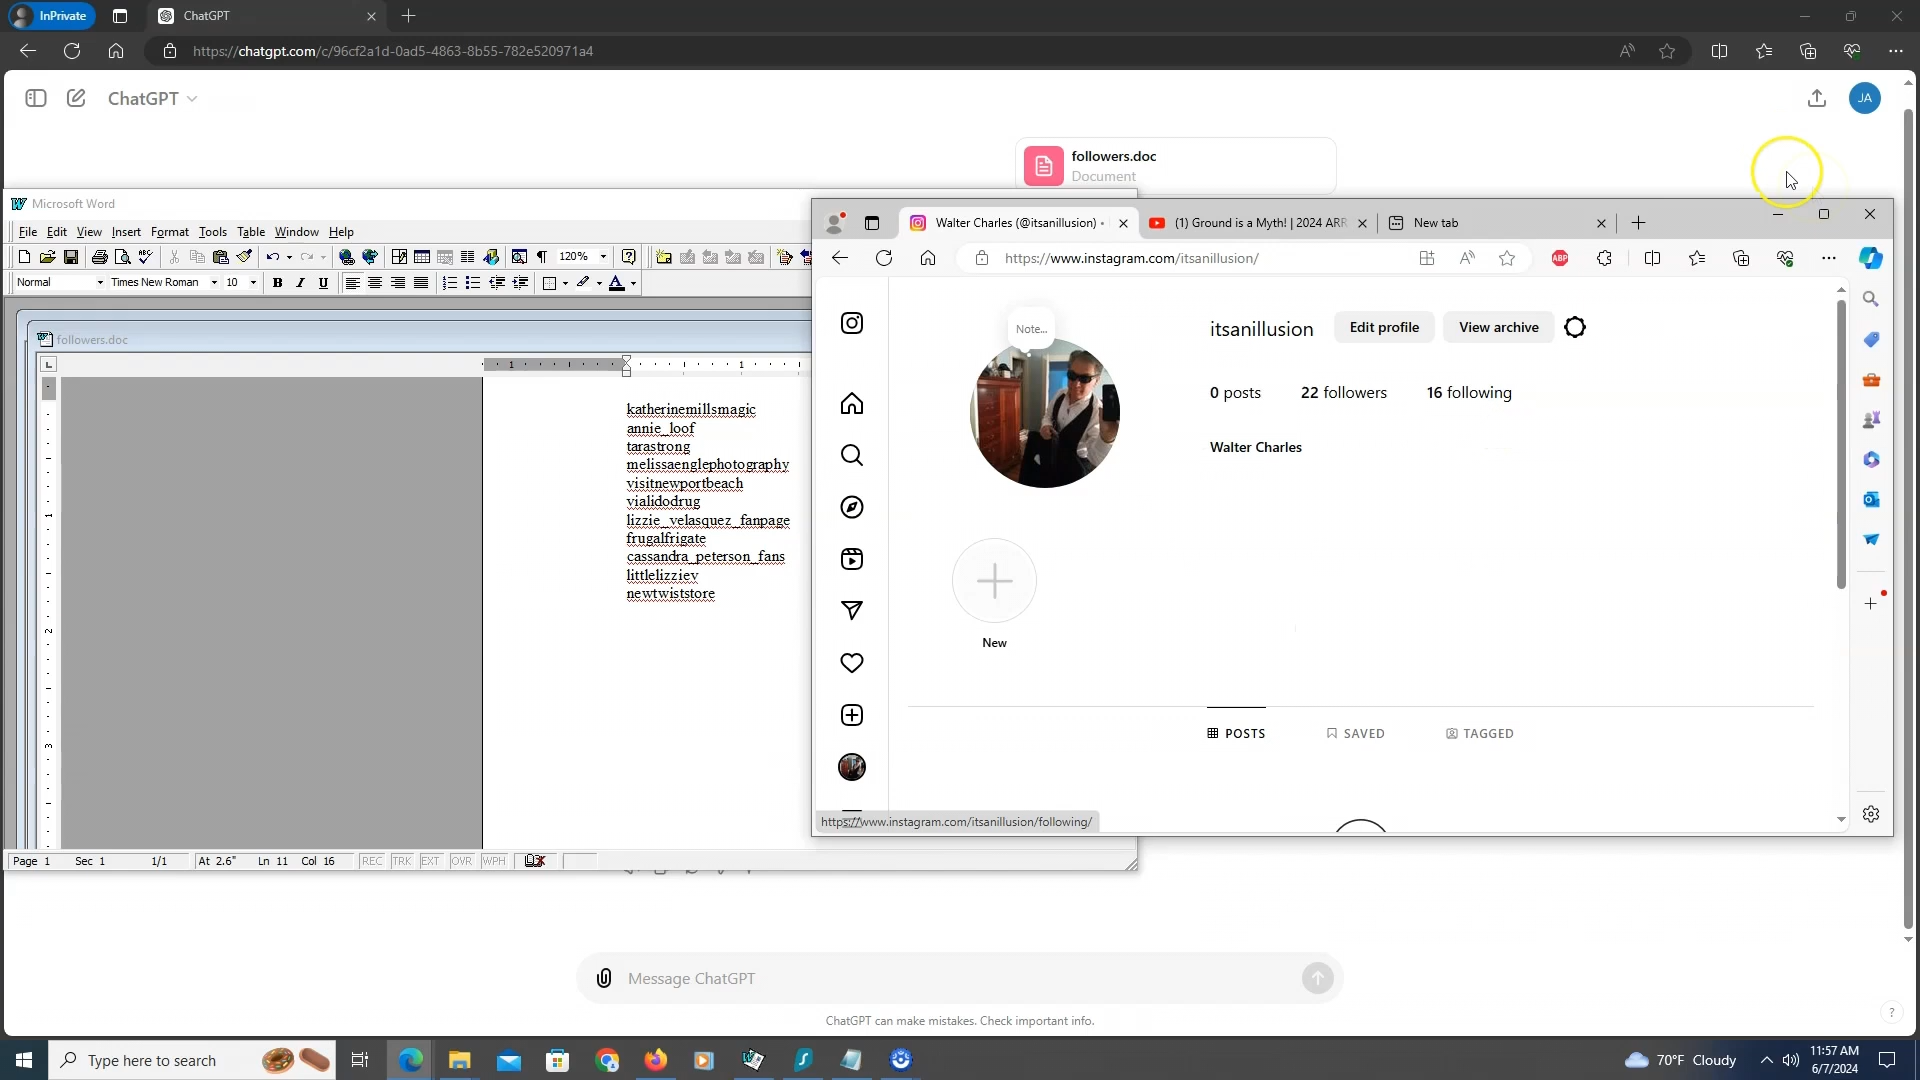 InPrivate
ChatGPT
https://chatgpt.com/c/96cf2a1d-0ad5-4863-8b55-782e520971a4
ChatGPT
JA
followers.doc
Document
Microsoft Word
File Edit View Insert Format Tools Table Window Help
120%
Normal Times New Roman 10 B I U
followers.doc
katherinemillsmagic
annie_loof
tarastrong
melissaenglephotography
visitnewportbeach
vialidodrug
lizzie_velasquez_fanpage
frugalfrigate
cassandra_peterson_fans
littlelizziev
newtwiststore
Page 1 Sec 1 1/1 At 2.6" Ln 11 Col 16 REC TRK EXT OVR WPH
Walter Charles (@itsanillusion) •
(1) Ground is a Myth! | 2024 ARR
New tab
https://www.instagram.com/itsanillusion/
ABP
Note...
itsanillusion Edit profile View archive
0 posts 22 followers 16 following
Walter Charles
New
POSTS SAVED TAGGED
https://www.instagram.com/itsanillusion/following/
Message ChatGPT
ChatGPT can make mistakes. Check important info.
?
Type here to search
70°F Cloudy
11:57 AM
6/7/2024